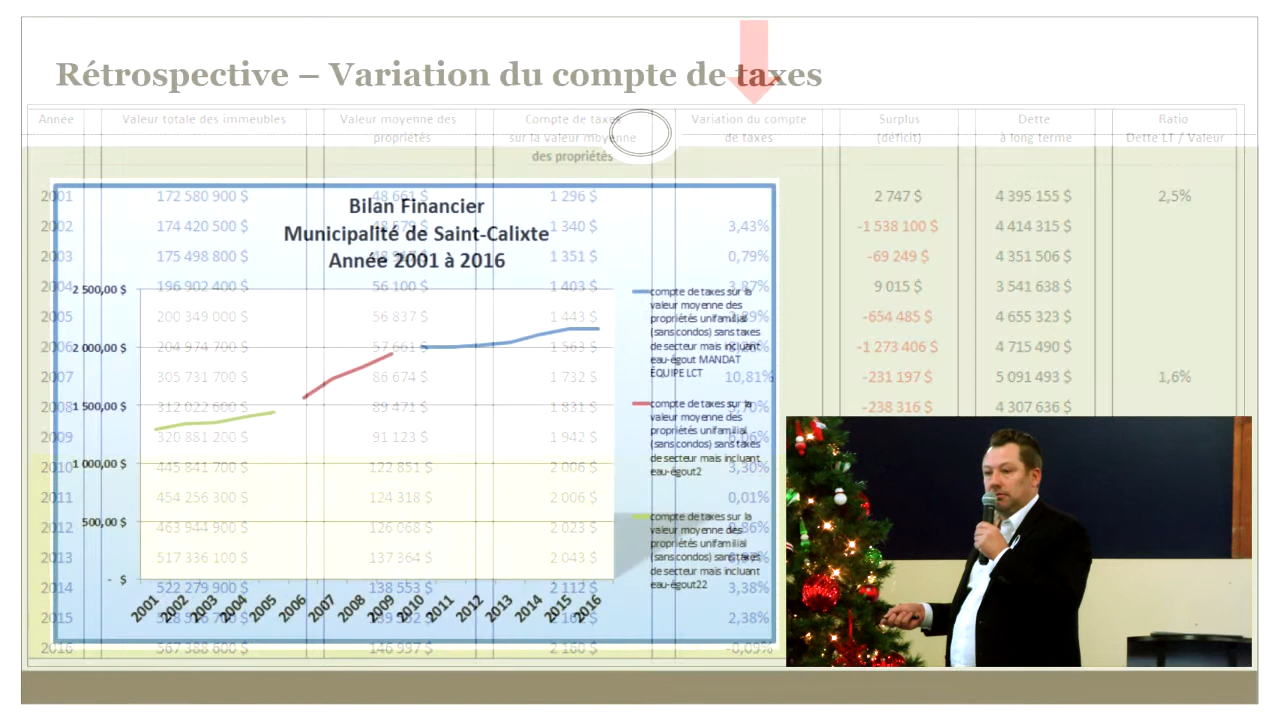 Rétrospective – Variation du compte de taxes
Année Valeur totale des immeubles Valeur moyenne des propriétés Compte de taxes sur la valeur moyenne des propriétés Variation du compte de taxes Surplus (déficit) Dette à long terme Ratio Dette LT / Valeur
2001 172 580 900 $ 48 661 $ 1 296 $ 2 747 $ 4 395 155 $ 2,5%
2002 174 420 500 $ 1 340 $ 3,43% -1 538 100 $ 4 414 315 $
2003 175 498 800 $ 1 351 $ 0,79% -69 249 $ 4 351 506 $
2004 196 902 400 $ 56 100 $ 1 403 $ 3,87% 9 015 $ 3 541 638 $
2005 200 349 000 $ 56 837 $ 1 443 $ -654 485 $ 4 655 323 $
2006 204 974 700 $ 57 661 $ 1 563 $ -1 273 406 $ 4 715 490 $
2007 305 731 700 $ 86 674 $ 1 732 $ 10,81% -231 197 $ 5 091 493 $ 1,6%
2008 312 022 600 $ 89 471 $ 1 831 $ -238 316 $ 4 307 636 $
2009 320 881 200 $ 91 123 $ 1 942 $ 6,06%
2010 445 841 700 $ 122 851 $ 2 006 $ 3,30%
2011 454 256 300 $ 124 318 $ 2 006 $ 0,01%
2012 463 944 900 $ 126 068 $ 2 023 $ 0,86%
2013 517 336 100 $ 137 364 $ 2 043 $
2014 522 279 900 $ 138 553 $ 2 112 $ 3,38%
2015 2,38%
2016 567 388 600 $ 146 997 $ 2 160 $ -0,09%
Bilan Financier
Municipalité de Saint-Calixte
Année 2001 à 2016
2 500,00 $
2 000,00 $
1 500,00 $
1 000,00 $
500,00 $
- $
2001 2002 2003 2004 2005 2006 2007 2008 2009 2010 2011 2012 2013 2014 2015 2016
compte de taxes sur la
valeur moyenne des
propriétés unifamilial
(sans condos) sans taxes
de secteur mais incluant
eau-égout MANDAT
ÉQUIPE LCT
compte de taxes sur la
valeur moyenne des
propriétés unifamilial
(sans condos) sans taxes
de secteur mais incluant
eau-égout2
compte de taxes sur la
valeur moyenne des
propriétés unifamilial
(sans condos) sans taxes
de secteur mais incluant
eau-égout22